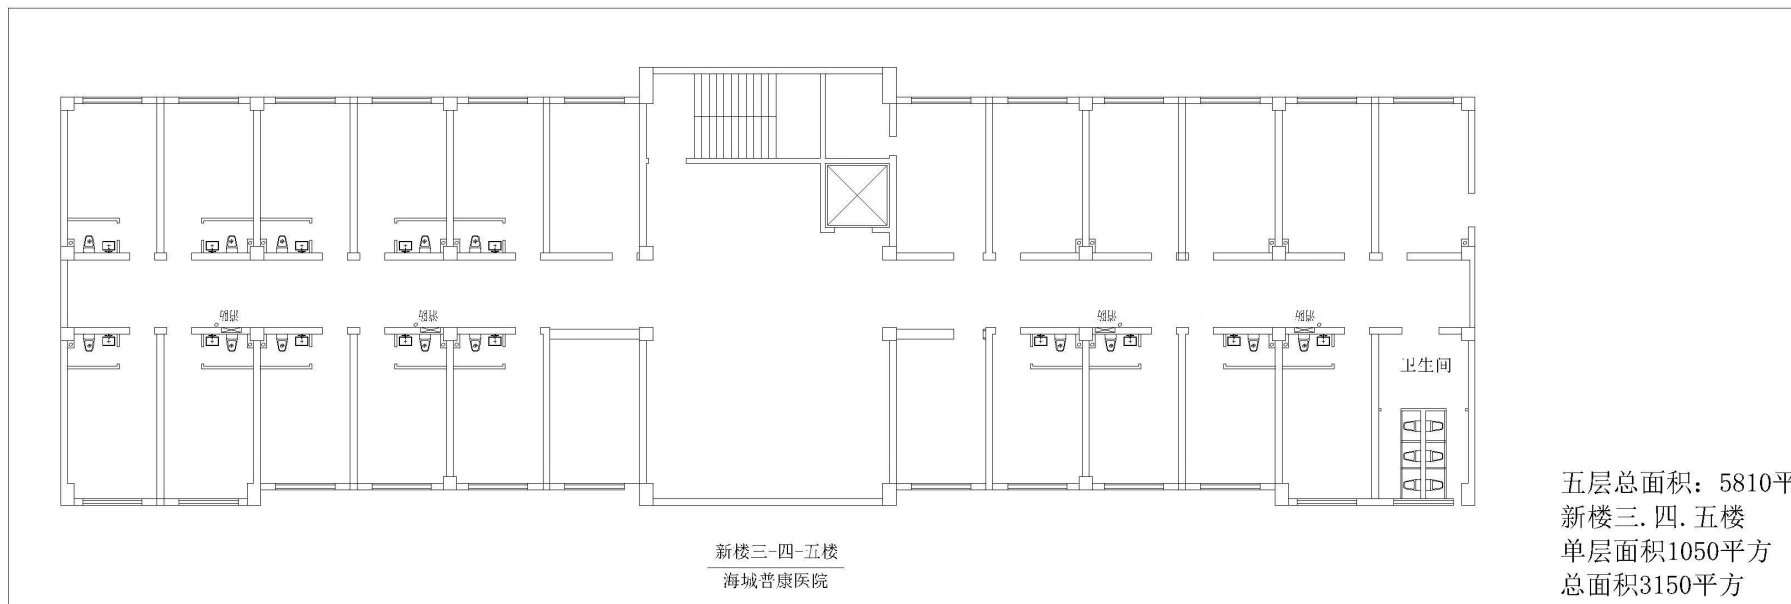 卫生间
五层总面积：5810平
新楼三.四.五楼
单层面积1050平方
总面积3150平方
新楼三-四-五楼
海城普康医院